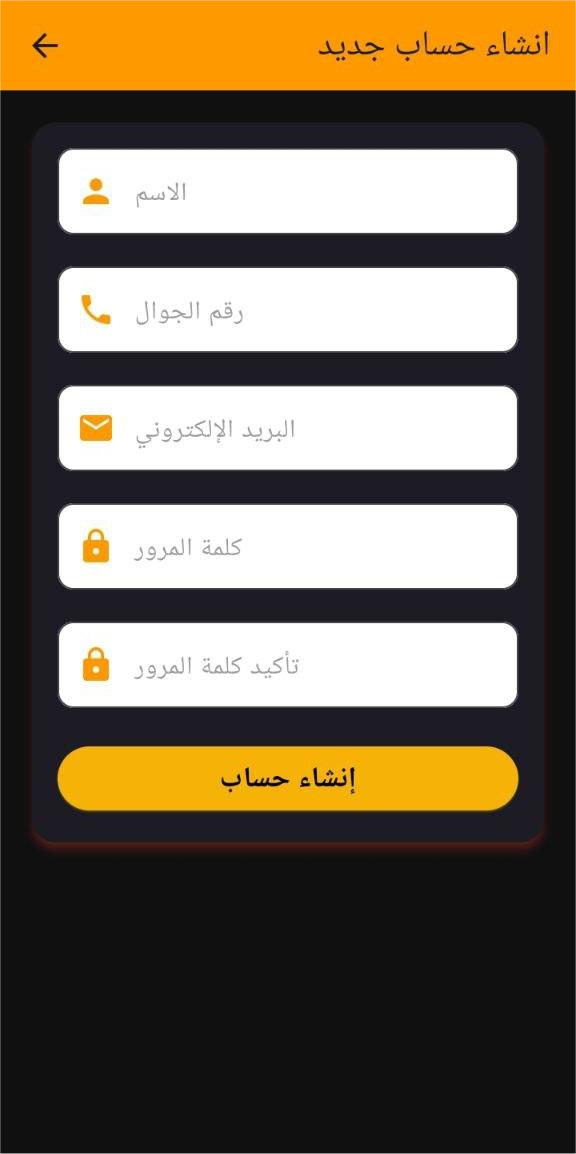 انشاء حساب جديد
الاسم
رقم الجوال
البريد الإلكتروني
كلمة المرور
تأكيد كلمة المرور
إنشاء حساب